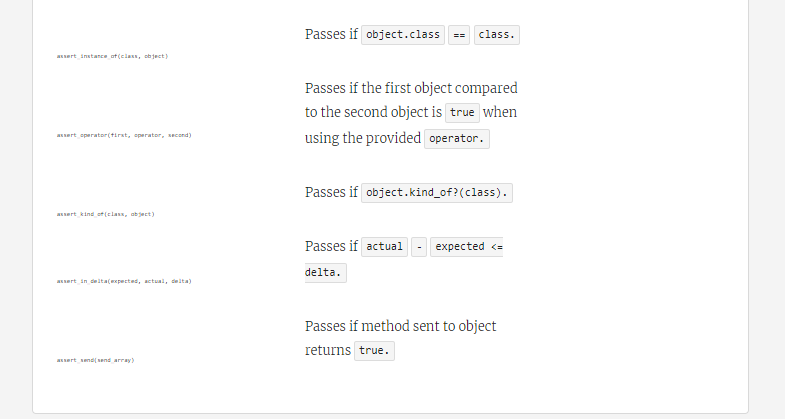 Passes if object.class == class.
assert_instance_of(class, object)
Passes if the first object compared
to the second object is true when
using the provided operator.
assert_operator(first, operator, second)
Passes if object.kind_of?(class).
assert_kind_of(class, object)
Passes if actual - expected <=
delta.
assert_in_delta(expected, actual, delta)
Passes if method sent to object
returns true.
assert_send(send_array)